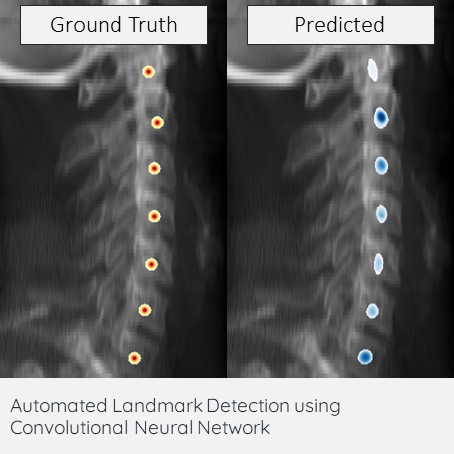 Ground Truth
Predicted
Automated Landmark Detection using
Convolutional Neural Network